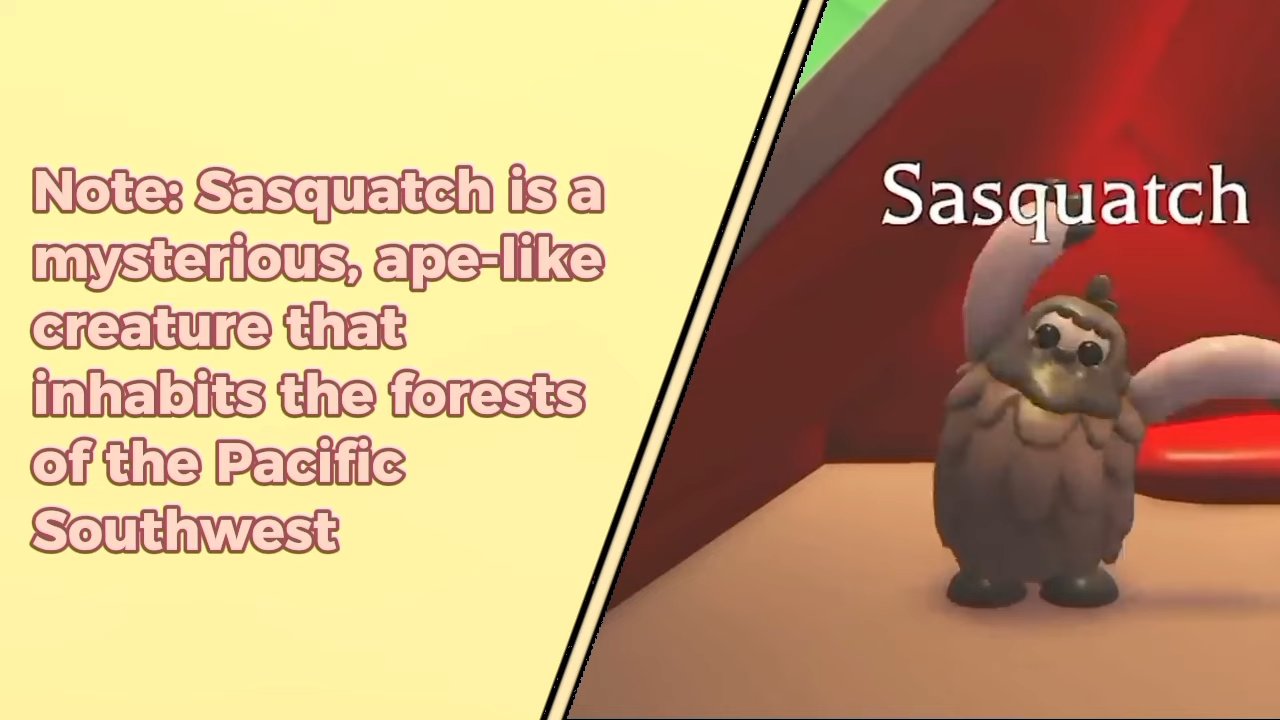 Note: Sasquatch is a
mysterious, ape-like
creature that
inhabits the forests
of the Pacific
Southwest
Sasquatch